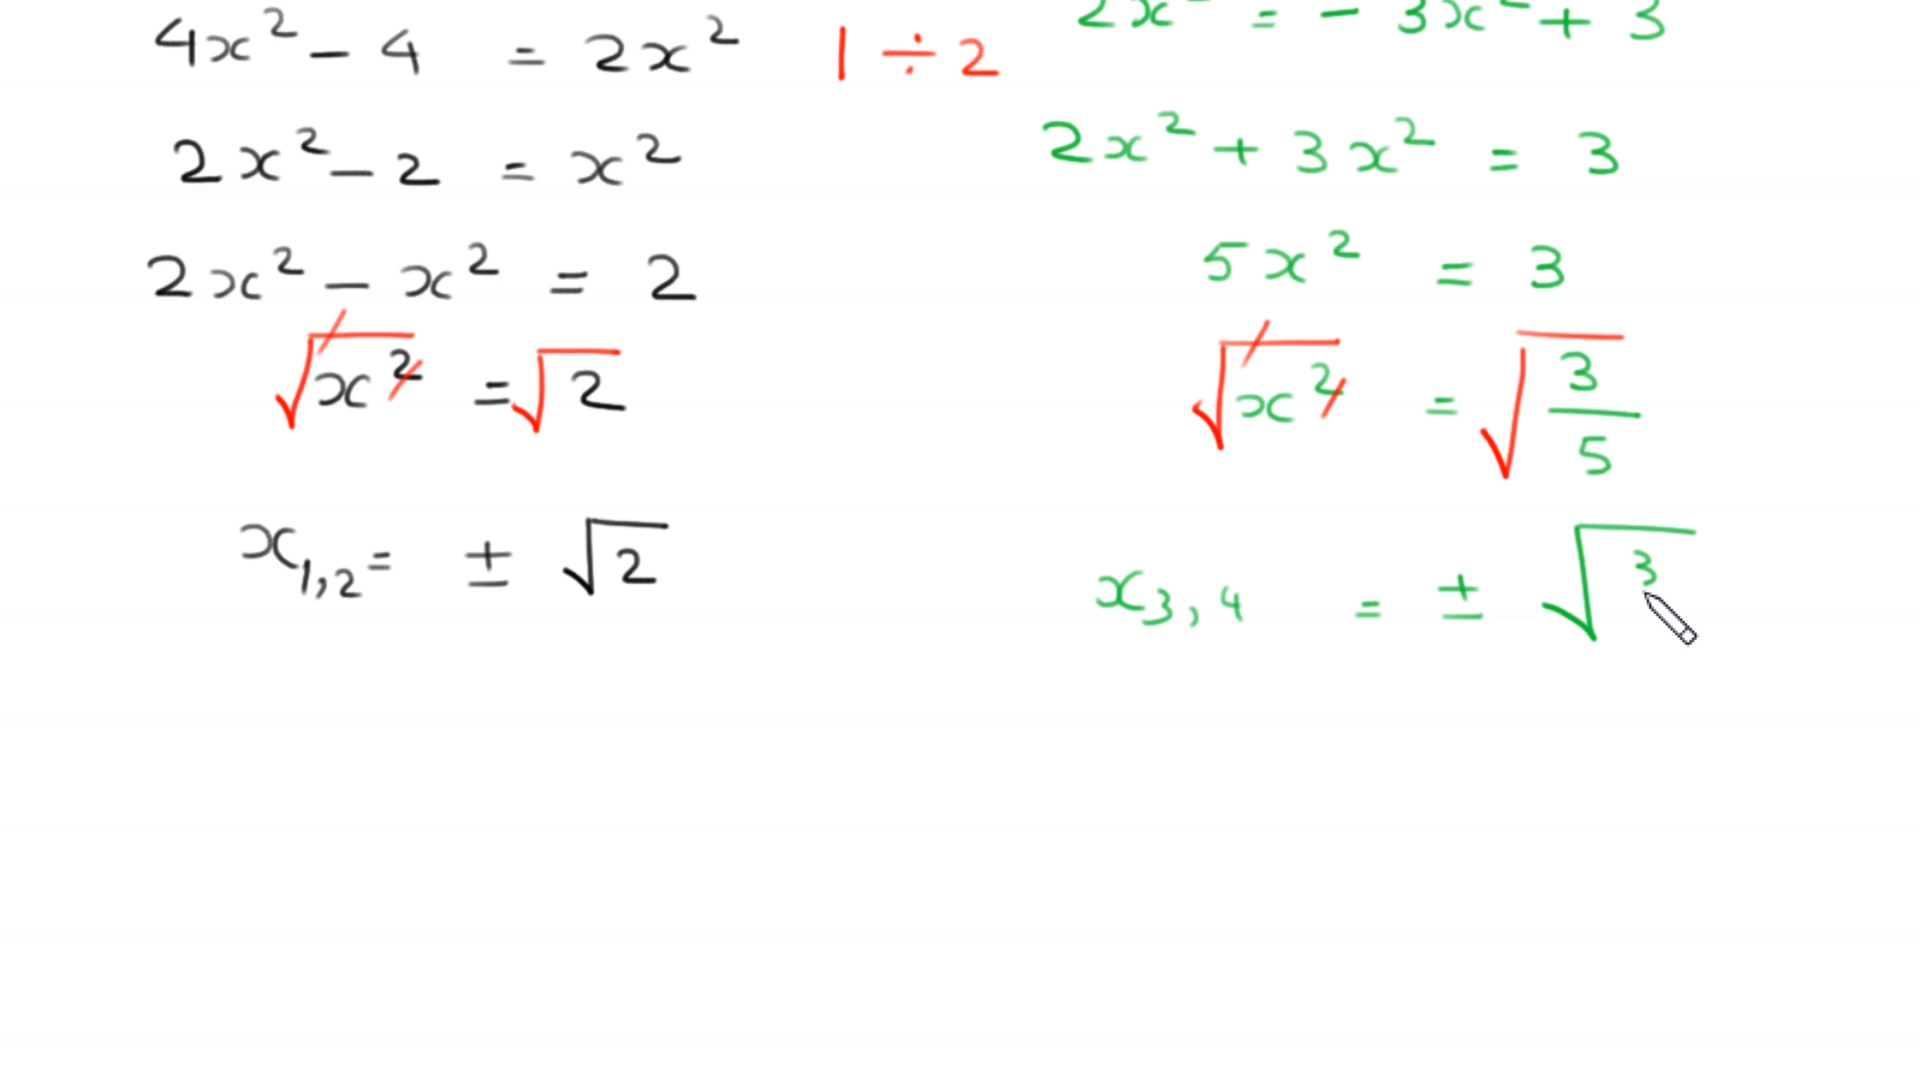 4x² - 4 = 2x² | ÷ 2
2x² - 2 = x²
2x² - x² = 2
√x² = √2
x₁,₂ = ± √2
2x² = - 3x² + 3
2x² + 3x² = 3
5x² = 3
√x² = √(3/5)
x₃,₄ = ± √3